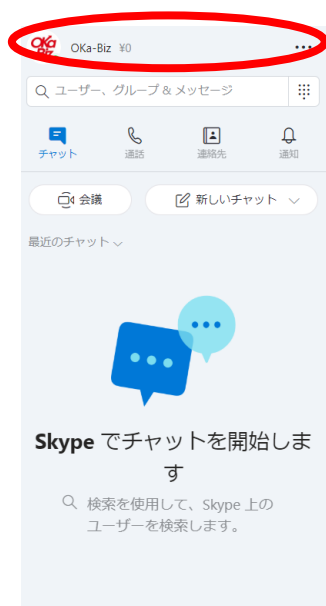 OKa
Biz
OKa-Biz ¥0
ユーザー、グループ & メッセージ
チャット 通話 連絡先 通知
会議 新しいチャット
最近のチャット
Skype でチャットを開始しま
す
検索を使用して、Skype 上の
ユーザーを検索します。